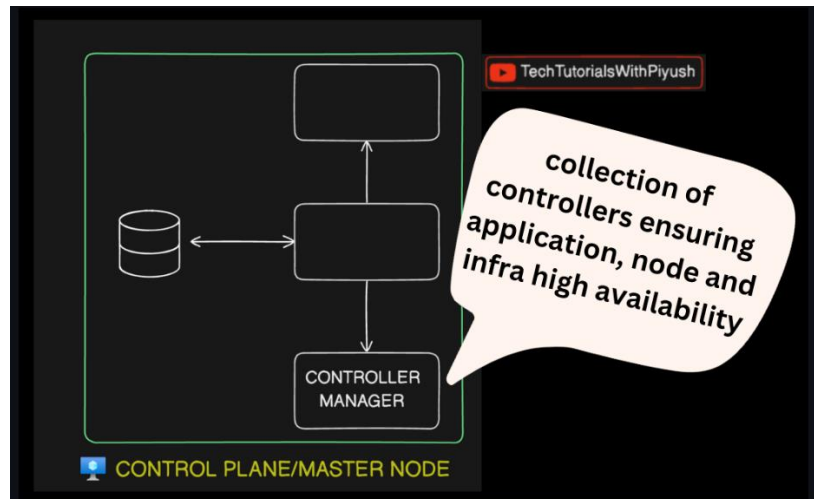 TechTutorialsWithPiyush
collection of
controllers ensuring
application, node and
infra high availability
CONTROLLER
MANAGER
CONTROL PLANE/MASTER NODE